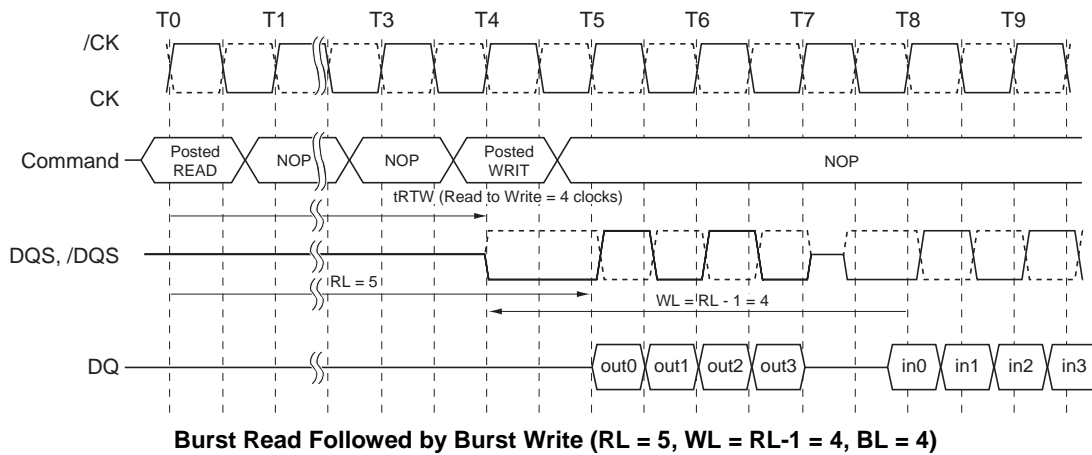 T0 T1 T3 T4 T5 T6 T7 T8 T9
/CK
CK
Command
Posted
READ
NOP
NOP
Posted
WRIT
NOP
tRTW (Read to Write = 4 clocks)
DQS, /DQS
RL = 5
WL = RL - 1 = 4
DQ
out0 out1 out2 out3 in0 in1 in2 in3
Burst Read Followed by Burst Write (RL = 5, WL = RL-1 = 4, BL = 4)